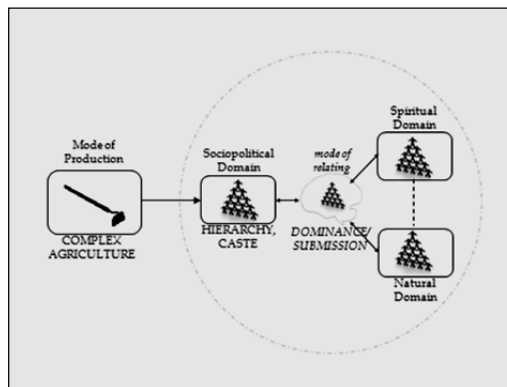 Mode of
Production
COMPLEX
AGRICULTURE
Sociopolitical
Domain
HIERARCHY,
CASTE
mode of
relating
DOMINANCE/
SUBMISSION
Spiritual
Domain
Natural
Domain